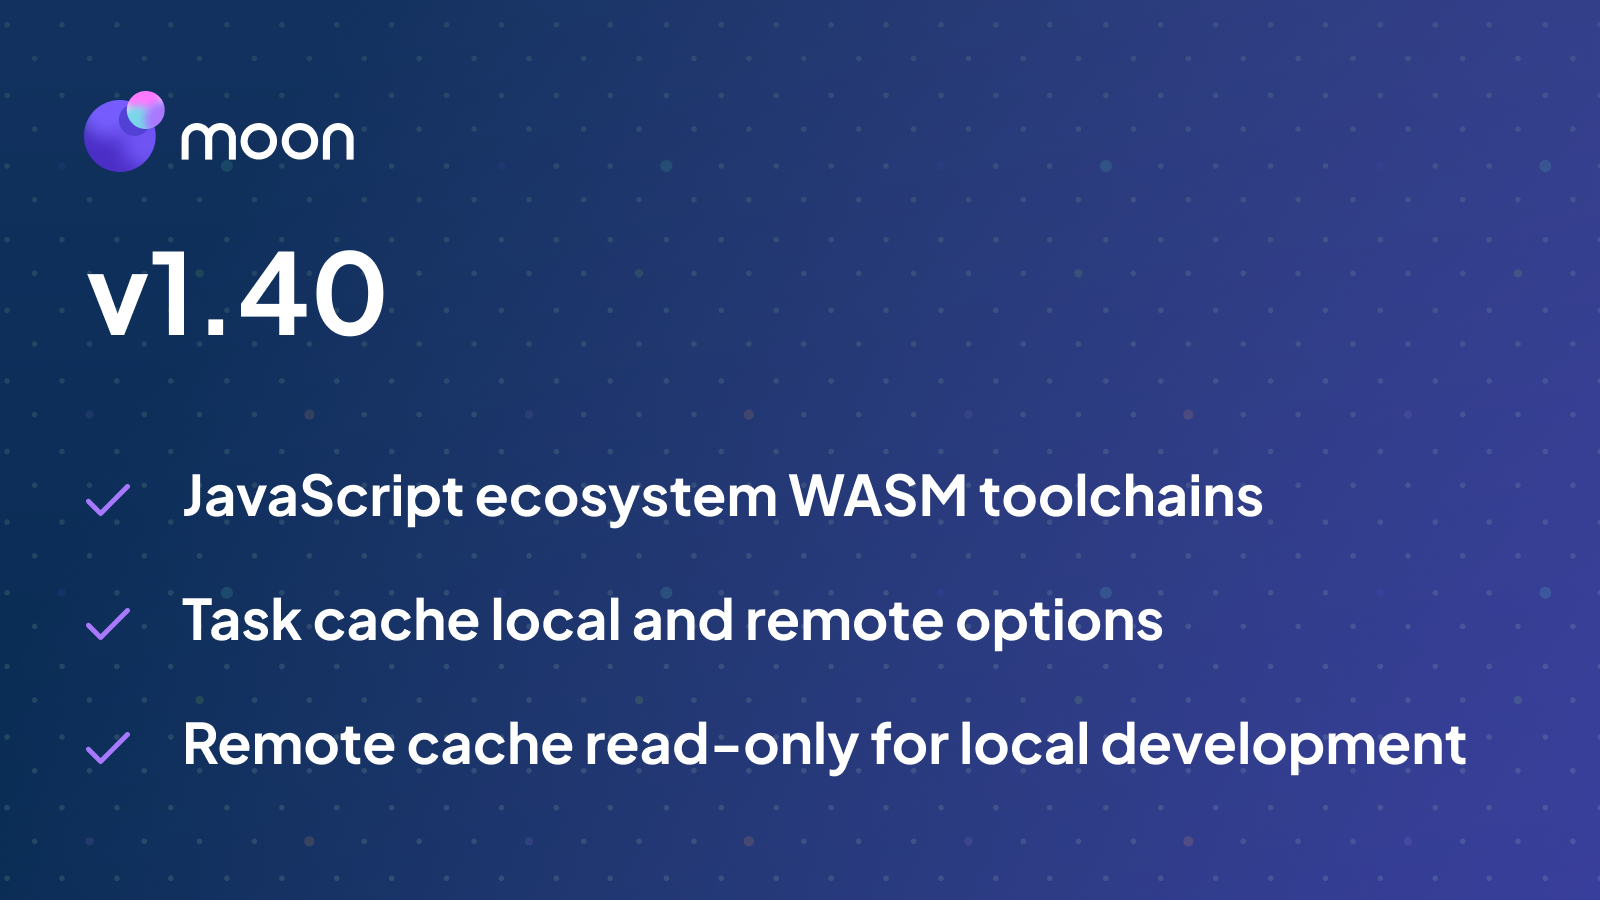 moon
v1.40
JavaScript ecosystem WASM toolchains
Task cache local and remote options
Remote cache read-only for local development